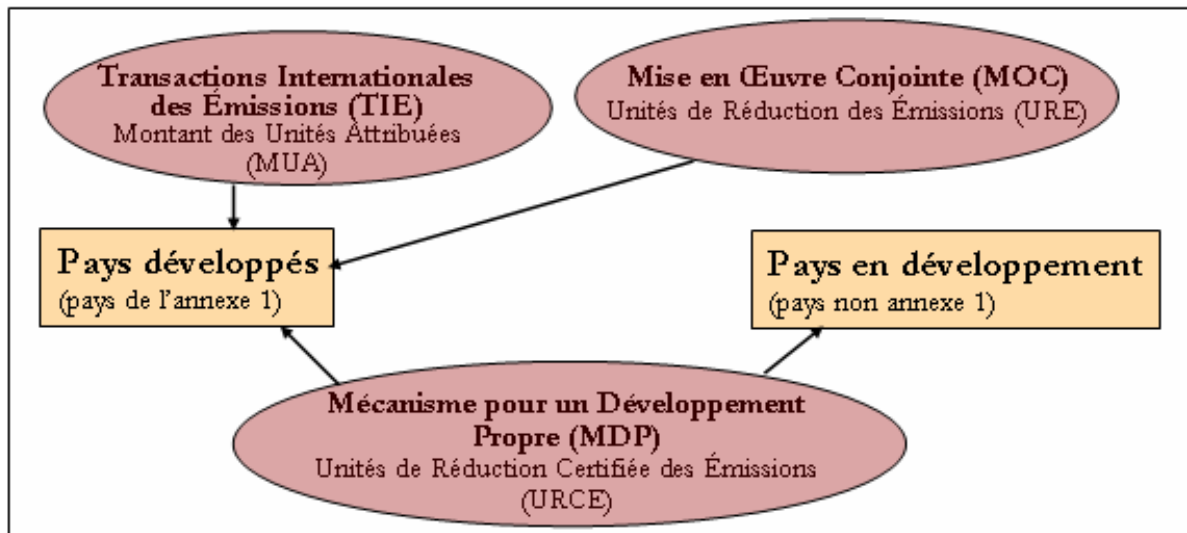 Transactions Internationales
des Émissions (TIE)
Montant des Unités Attribuées
(MUA)
Mise en Œuvre Conjointe (MOC)
Unités de Réduction des Émissions (URE)
Pays développés
(pays de l'annexe 1)
Pays en développement
(pays non annexe 1)
Mécanisme pour un Développement
Propre (MDP)
Unités de Réduction Certifiée des Émissions
(URCE)